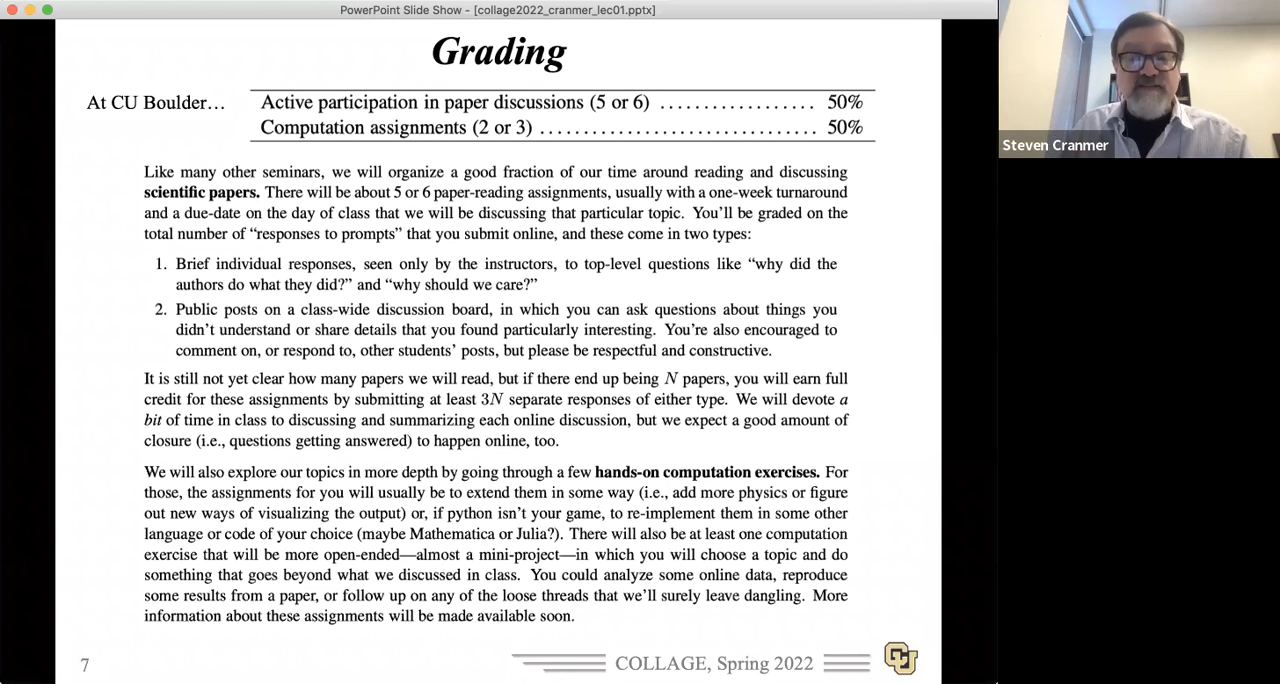 PowerPoint Slide Show - [collage2022_cranmer_lec01.pptx]
Grading
At CU Boulder…
Active participation in paper discussions (5 or 6) .................. 50%
Computation assignments (2 or 3) ................................ 50%
Like many other seminars, we will organize a good fraction of our time around reading and discussing
scientific papers. There will be about 5 or 6 paper-reading assignments, usually with a one-week turnaround
and a due-date on the day of class that we will be discussing that particular topic. You’ll be graded on the
total number of “responses to prompts” that you submit online, and these come in two types:
1. Brief individual responses, seen only by the instructors, to top-level questions like “why did the
authors do what they did?” and “why should we care?”
2. Public posts on a class-wide discussion board, in which you can ask questions about things you
didn’t understand or share details that you found particularly interesting. You’re also encouraged to
comment on, or respond to, other students’ posts, but please be respectful and constructive.
It is still not yet clear how many papers we will read, but if there end up being N papers, you will earn full
credit for these assignments by submitting at least 3N separate responses of either type. We will devote a
bit of time in class to discussing and summarizing each online discussion, but we expect a good amount of
closure (i.e., questions getting answered) to happen online, too.
We will also explore our topics in more depth by going through a few hands-on computation exercises. For
those, the assignments for you will usually be to extend them in some way (i.e., add more physics or figure
out new ways of visualizing the output) or, if python isn’t your game, to re-implement them in some other
language or code of your choice (maybe Mathematica or Julia?). There will also be at least one computation
exercise that will be more open-ended—almost a mini-project—in which you will choose a topic and do
something that goes beyond what we discussed in class. You could analyze some online data, reproduce
some results from a paper, or follow up on any of the loose threads that we’ll surely leave dangling. More
information about these assignments will be made available soon.
7
COLLAGE, Spring 2022
CU
Steven Cranmer